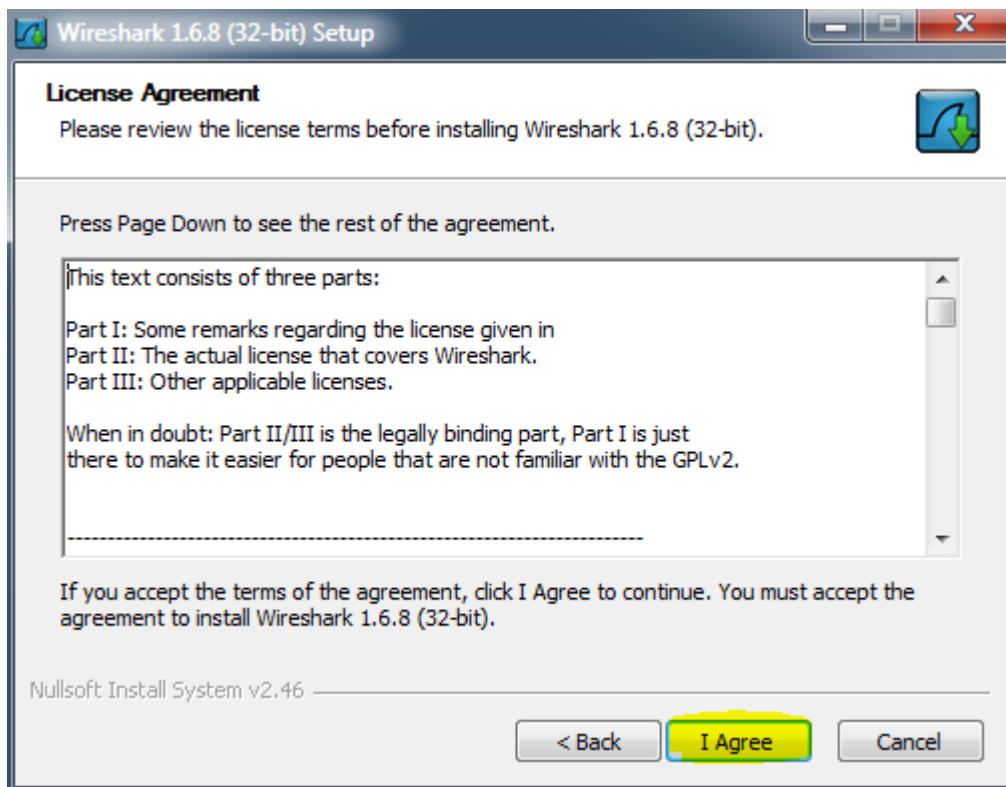 Wireshark 1.6.8 (32-bit) Setup
License Agreement
Please review the license terms before installing Wireshark 1.6.8 (32-bit).
Press Page Down to see the rest of the agreement.
This text consists of three parts:
Part I: Some remarks regarding the license given in
Part II: The actual license that covers Wireshark.
Part III: Other applicable licenses.
When in doubt: Part II/III is the legally binding part, Part I is just
there to make it easier for people that are not familiar with the GPLv2.
------------------------------------------------------------------------
If you accept the terms of the agreement, click I Agree to continue. You must accept the
agreement to install Wireshark 1.6.8 (32-bit).
Nullsoft Install System v2.46
< Back I Agree Cancel